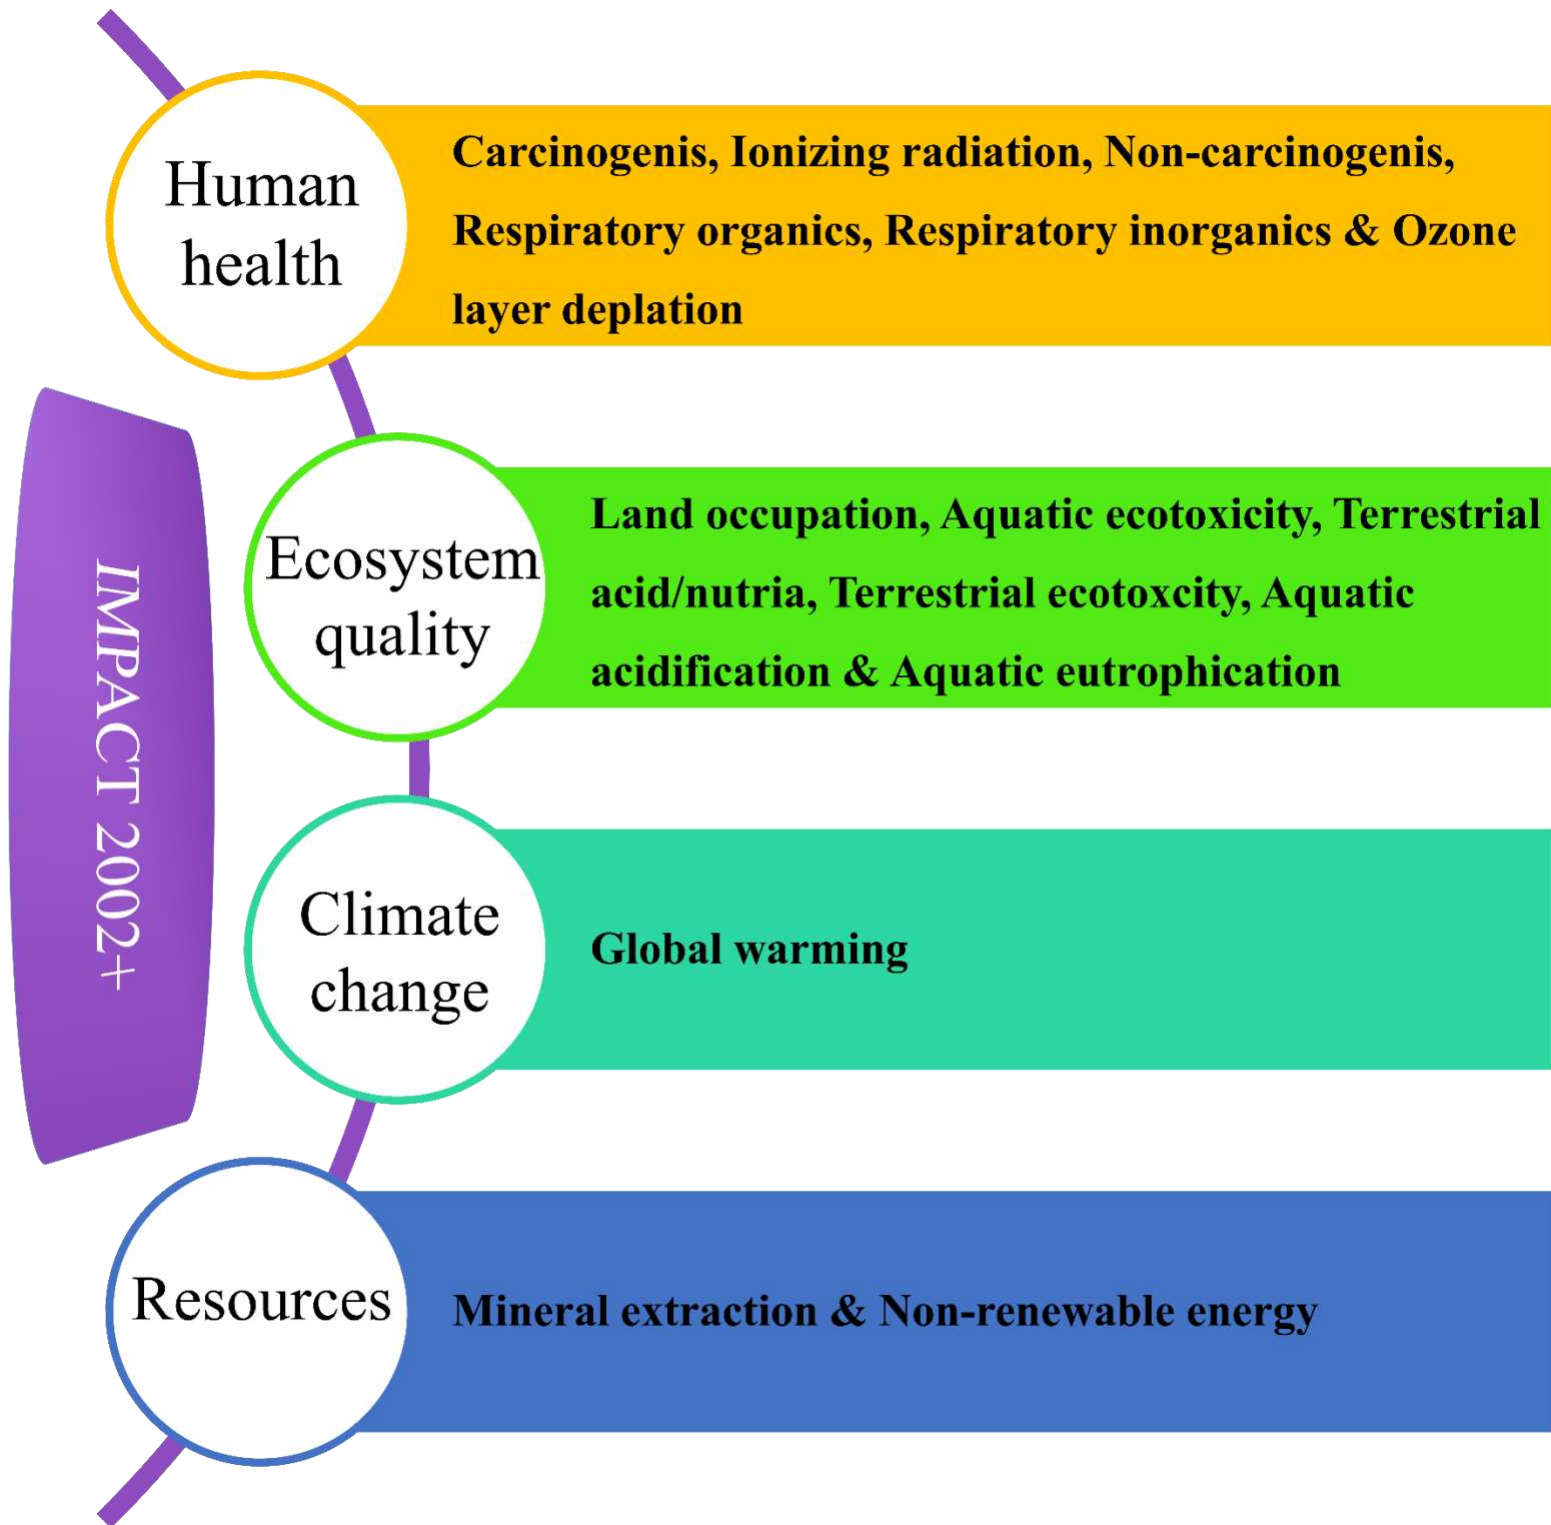 Human
health
Carcinogenis, Ionizing radiation, Non-carcinogenis,
Respiratory organics, Respiratory inorganics & Ozone
layer deplation
IMPACT 2002+
Ecosystem
quality
Land occupation, Aquatic ecotoxicity, Terrestrial
acid/nutria, Terrestrial ecotoxcity, Aquatic
acidification & Aquatic eutrophication
Climate
change
Global warming
Resources
Mineral extraction & Non-renewable energy